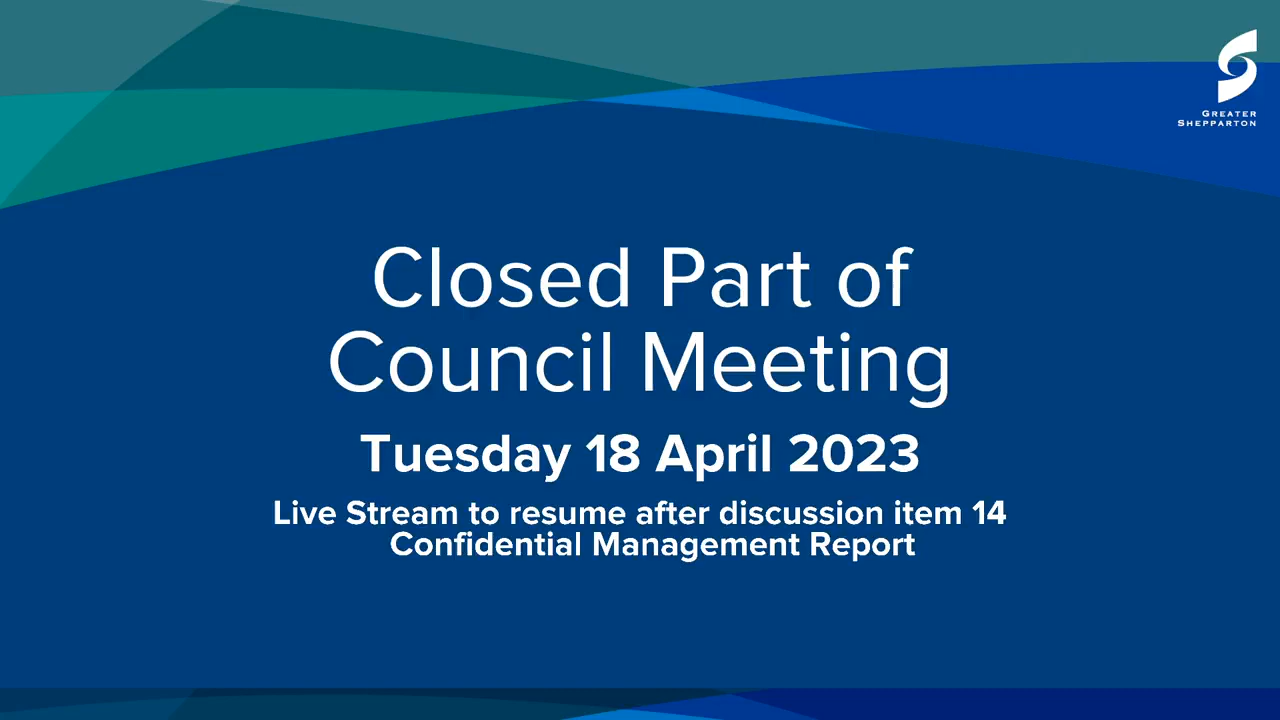 GREATER
SHEPPARTON
Closed Part of
Council Meeting
Tuesday 18 April 2023
Live Stream to resume after discussion item 14
Confidential Management Report